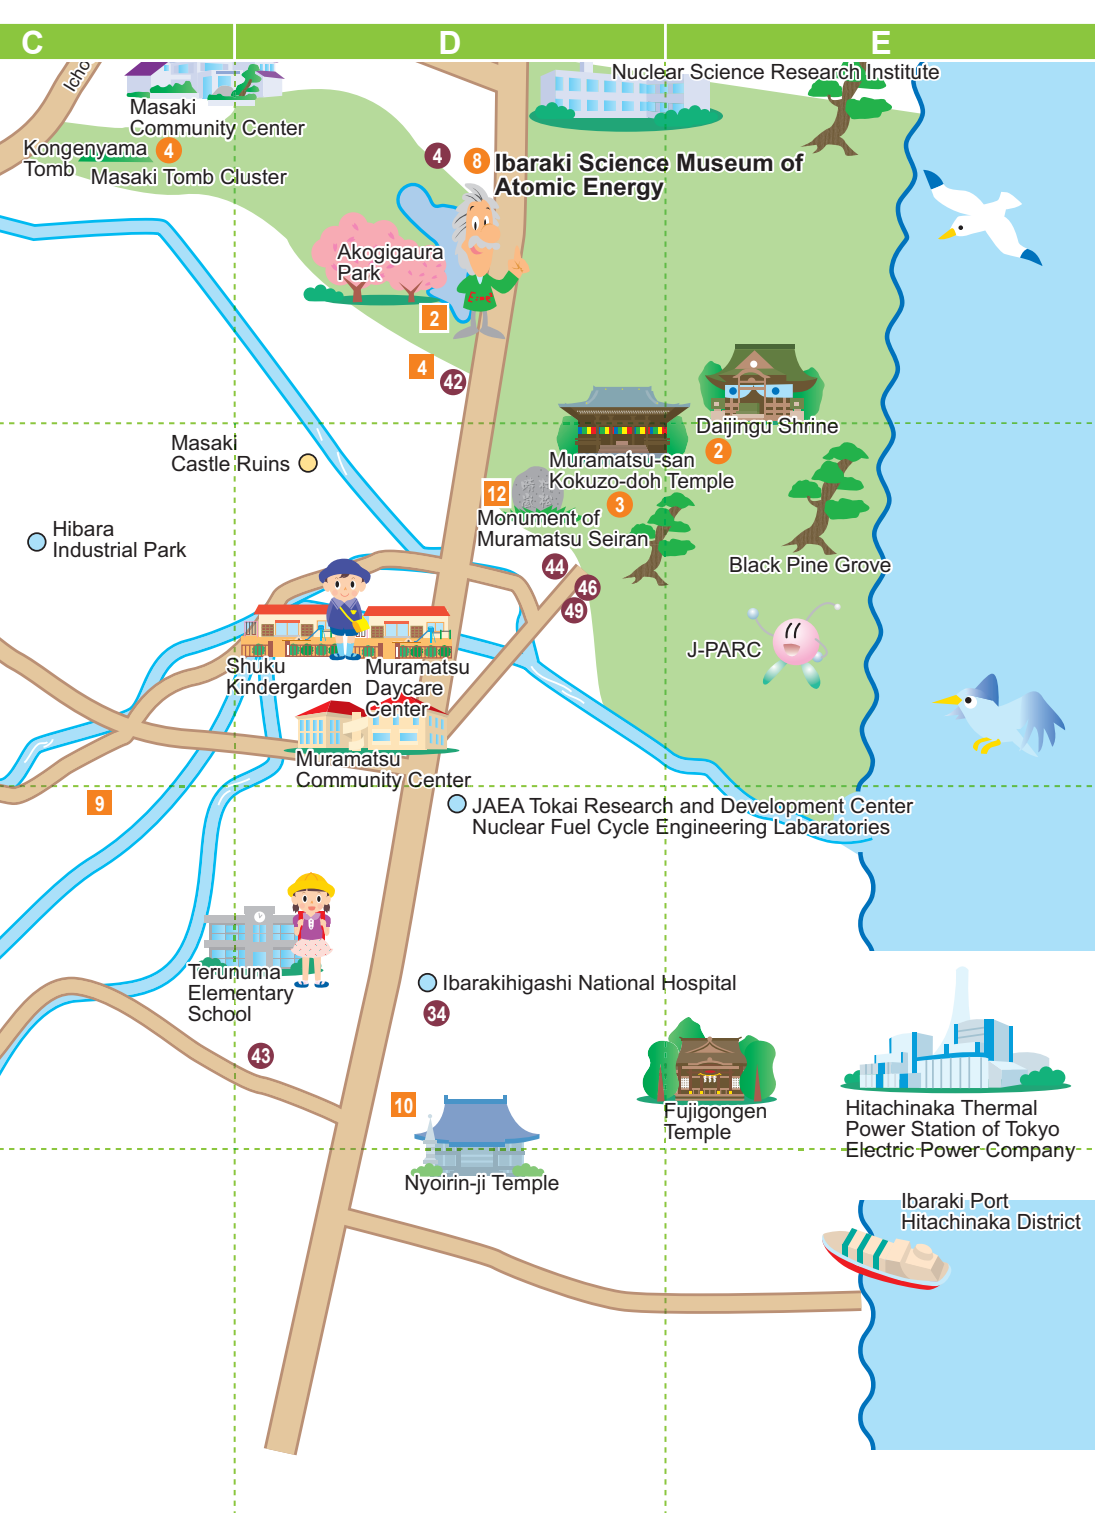 C
D
E
Icho
Nuclear Science Research Institute
Masaki
Community Center
Kongenyama
Tomb
4
Masaki Tomb Cluster
4
8
Ibaraki Science Museum of
Atomic Energy
Akogigaura
Park
2
4
42
Daijingu Shrine
2
Masaki
Castle Ruins
Muramatsu-san
Kokuzo-doh Temple
3
12
Monument of
Muramatsu Seiran
Hibara
Industrial Park
Black Pine Grove
44
46
49
J-PARC
Shuku
Kindergarden
Muramatsu
Daycare
Center
Muramatsu
Community Center
9
JAEA Tokai Research and Development Center
Nuclear Fuel Cycle Engineering Labaratories
Terunuma
Elementary
School
Ibarakihigashi National Hospital
34
43
10
Fujigongen
Temple
Hitachinaka Thermal
Power Station of Tokyo
Electric Power Company
Nyoirin-ji Temple
Ibaraki Port
Hitachinaka District